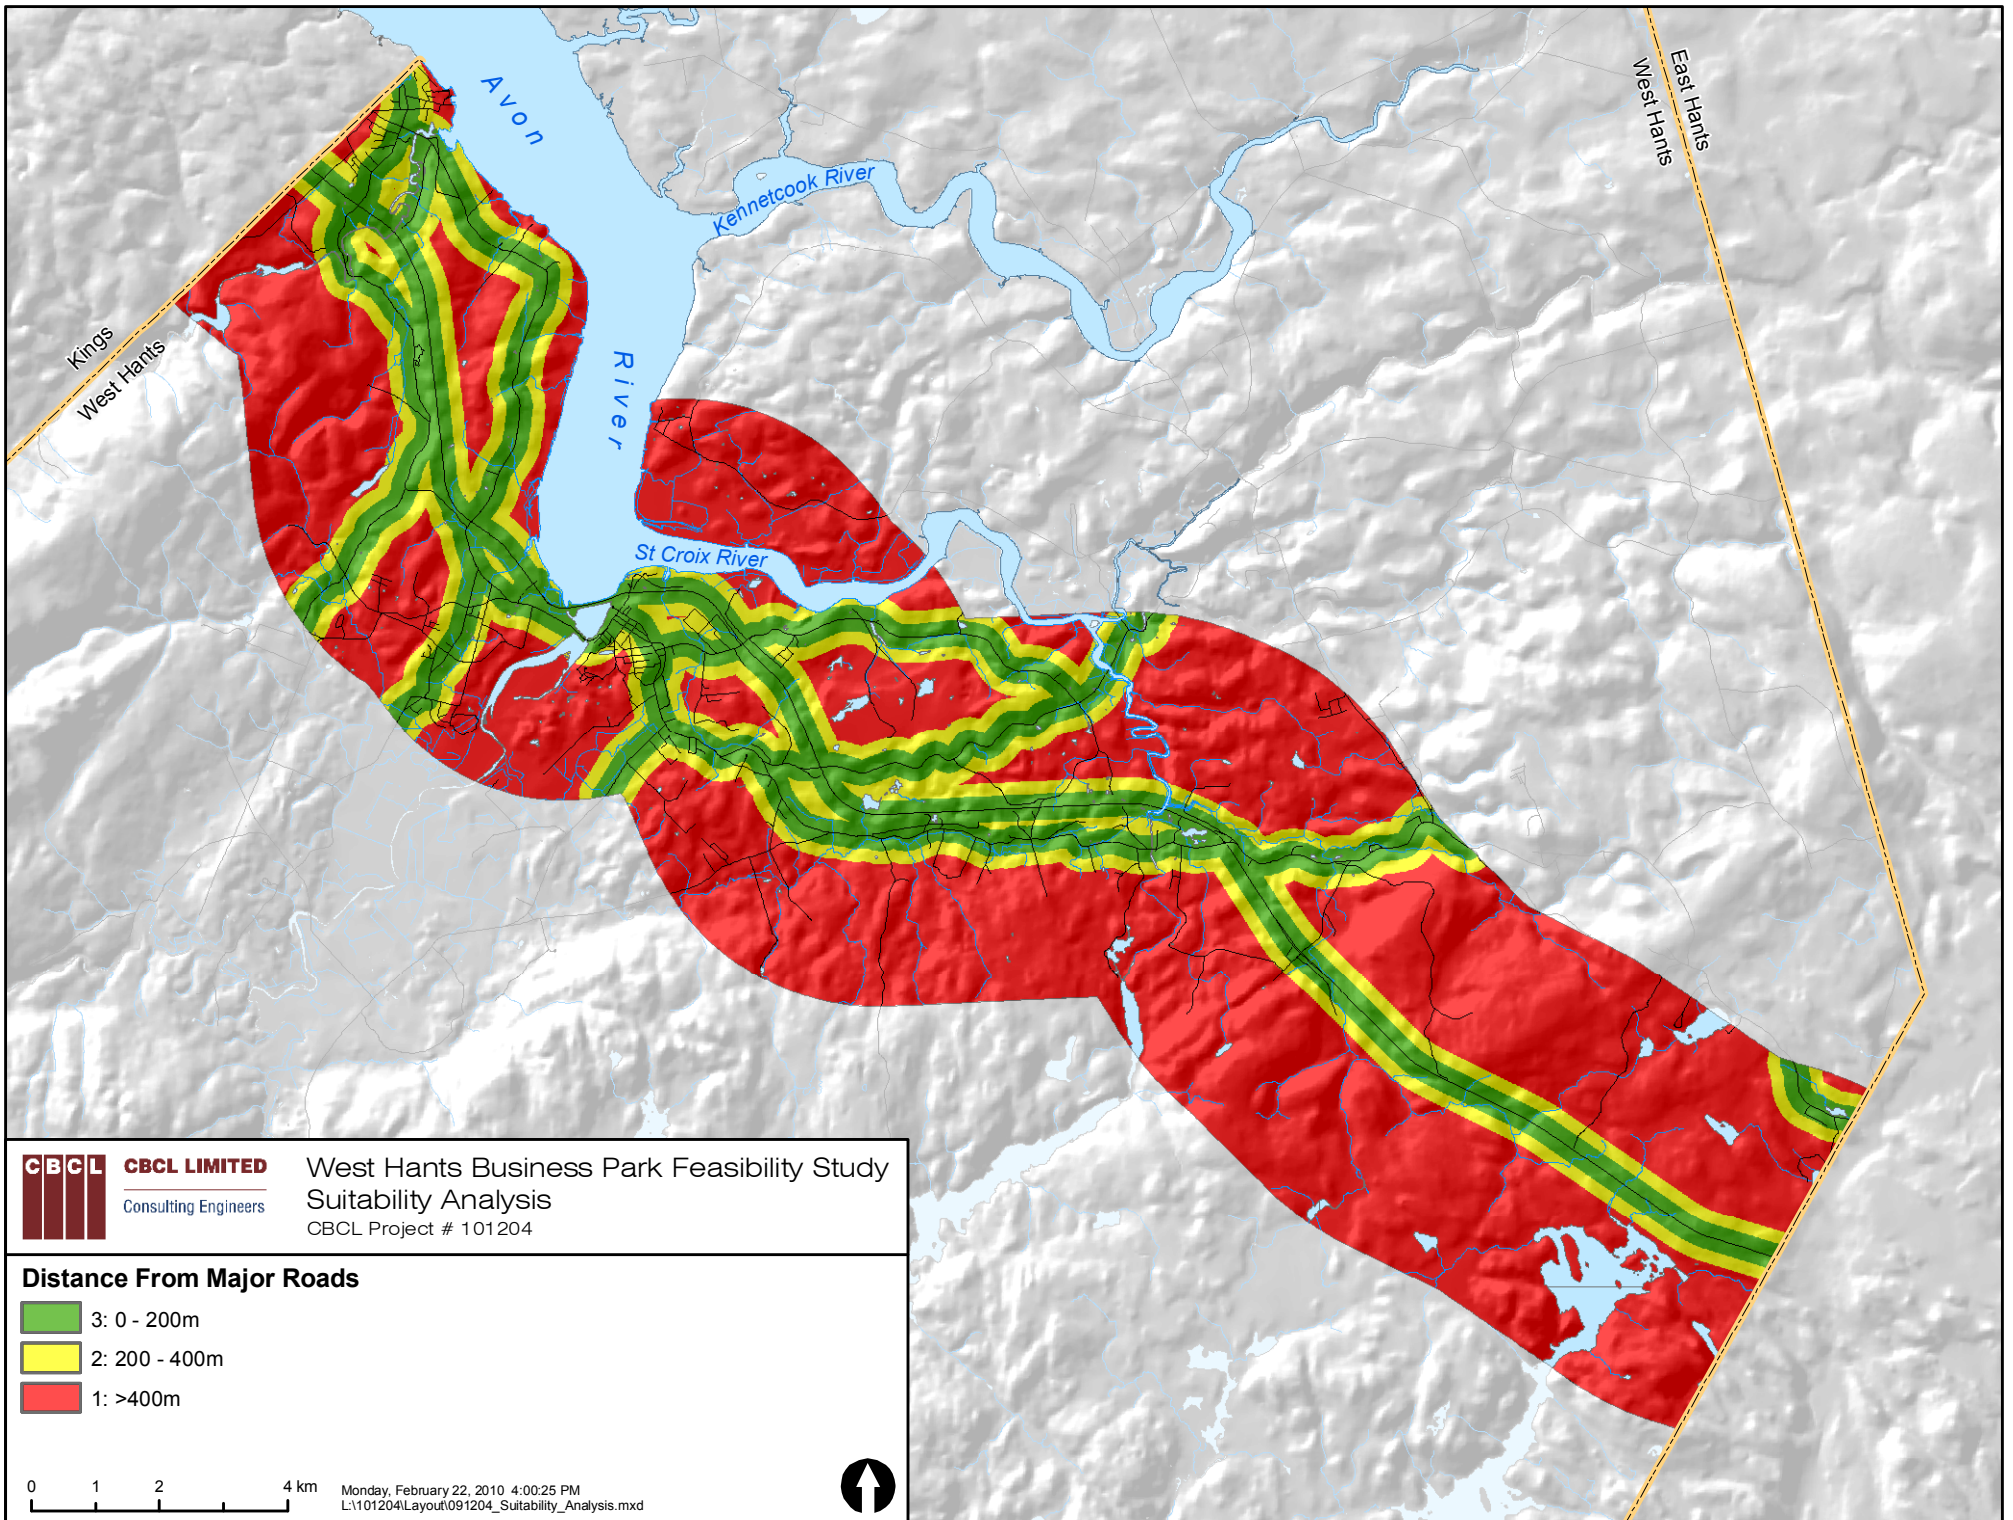 Avon
River
Kennetcook River
St Croix River
East Hants
West Hants
Kings
West Hants
CBCL
CBCL LIMITED
Consulting Engineers
West Hants Business Park Feasibility Study
Suitability Analysis
CBCL Project # 101204
Distance From Major Roads
3: 0 - 200m
2: 200 - 400m
1: >400m
0 1 2 4 km
Monday, February 22, 2010 4:00:25 PM
L:\101204\Layout\091204_Suitability_Analysis.mxd